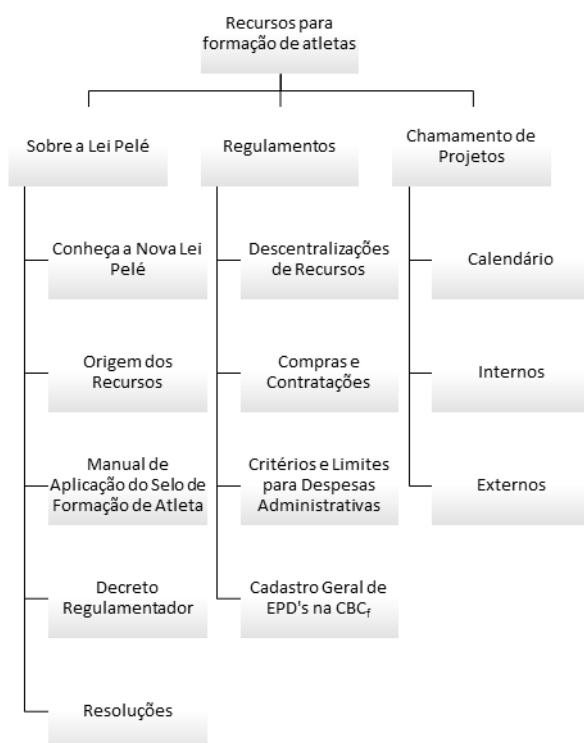 Recursos para
formação de atletas
Sobre a Lei Pelé
Conheça a Nova Lei
Pelé
Origem dos
Recursos
Manual de
Aplicação do Selo de
Formação de Atleta
Decreto
Regulamentador
Resoluções
Regulamentos
Descentralizações
de Recursos
Compras e
Contratações
Critérios e Limites
para Despesas
Administrativas
Cadastro Geral de
EPD's na CBCf
Chamamento de
Projetos
Calendário
Internos
Externos